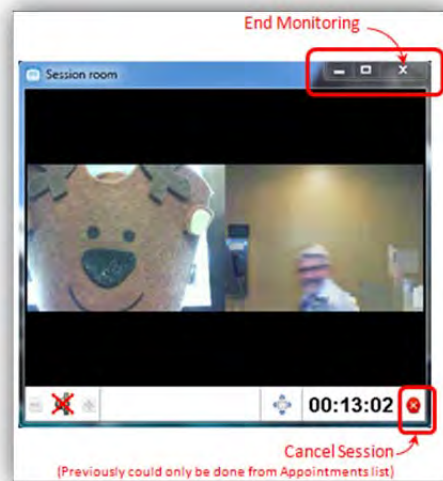 End Monitoring
Session room
00:13:02
Cancel Session
(Previously could only be done from Appointments list)